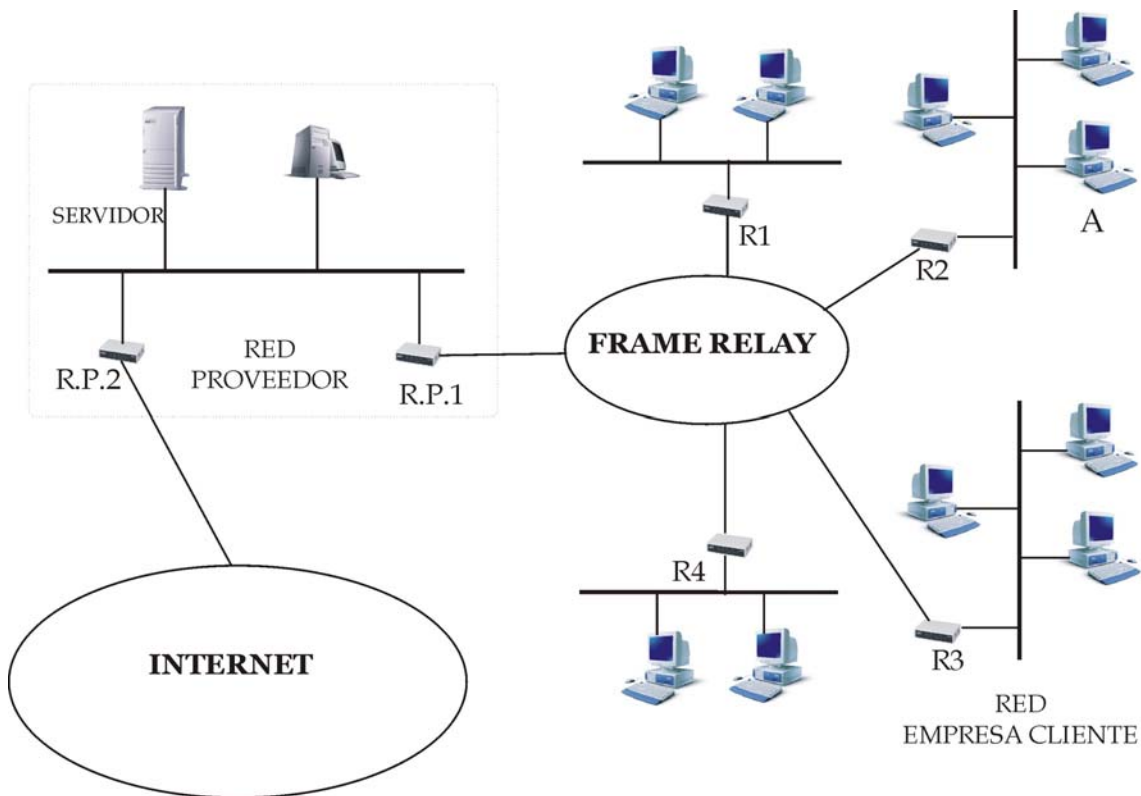 SERVIDOR
R.P.2
RED
PROVEEDOR
R.P.1
R1
A
R2
FRAME RELAY
R4
R3
INTERNET
RED
EMPRESA CLIENTE